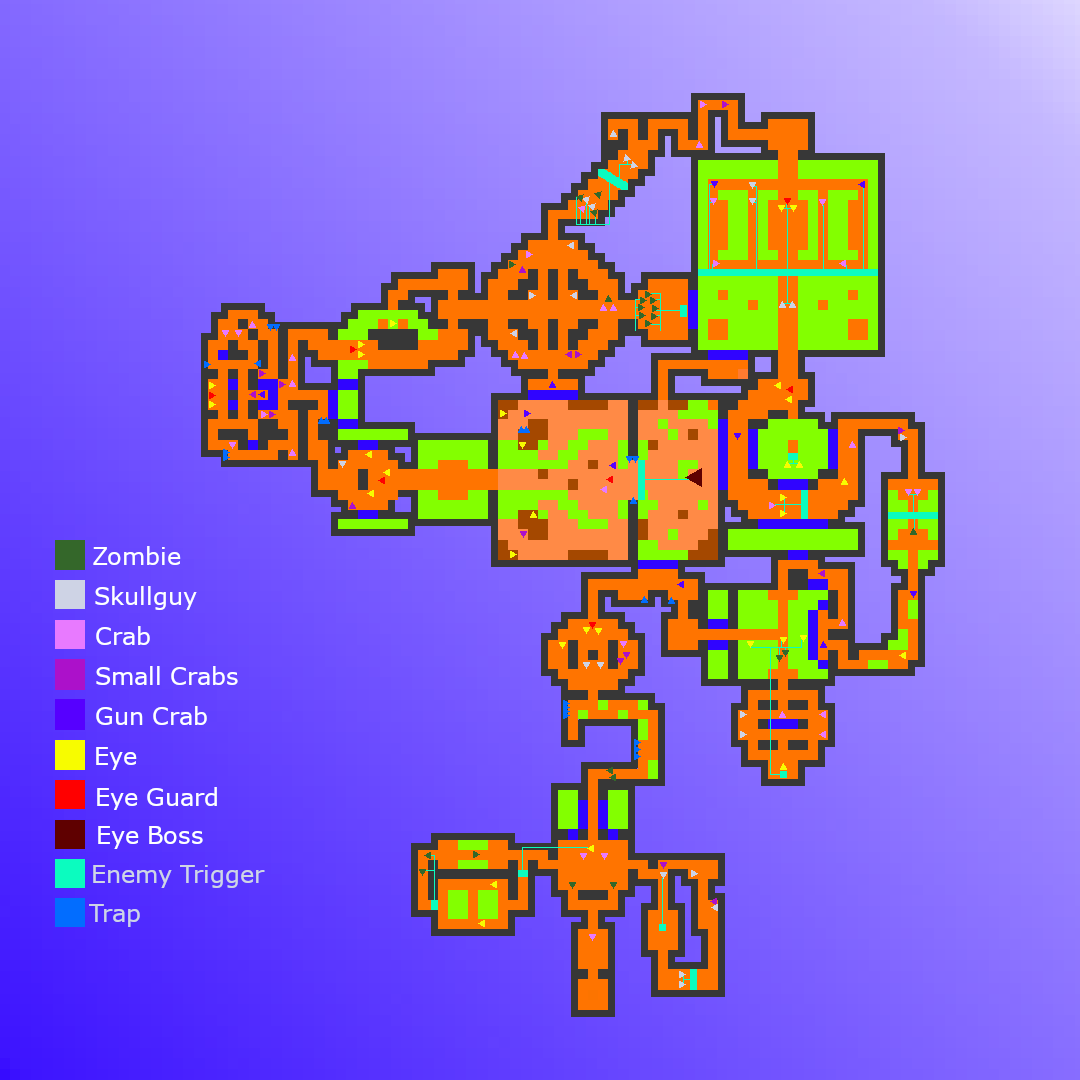 Zombie
Skullguy
Crab
Small Crabs
Gun Crab
Eye
Eye Guard
Eye Boss
Enemy Trigger
Trap